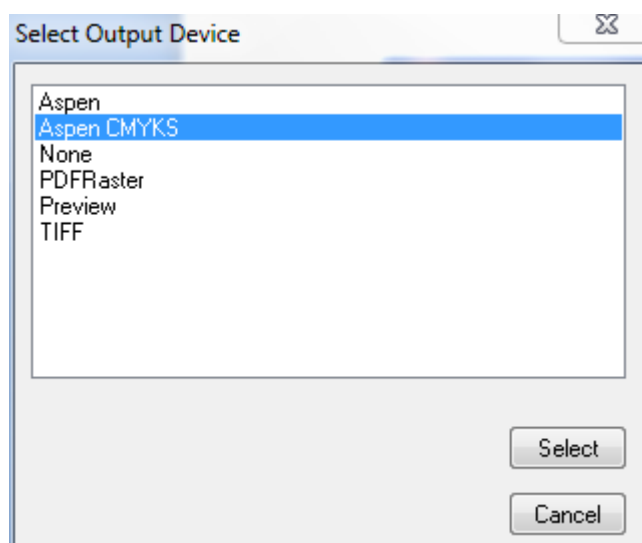 Select Output Device
Aspen
Aspen CMYKS
None
PDFRaster
Preview
TIFF
Select
Cancel